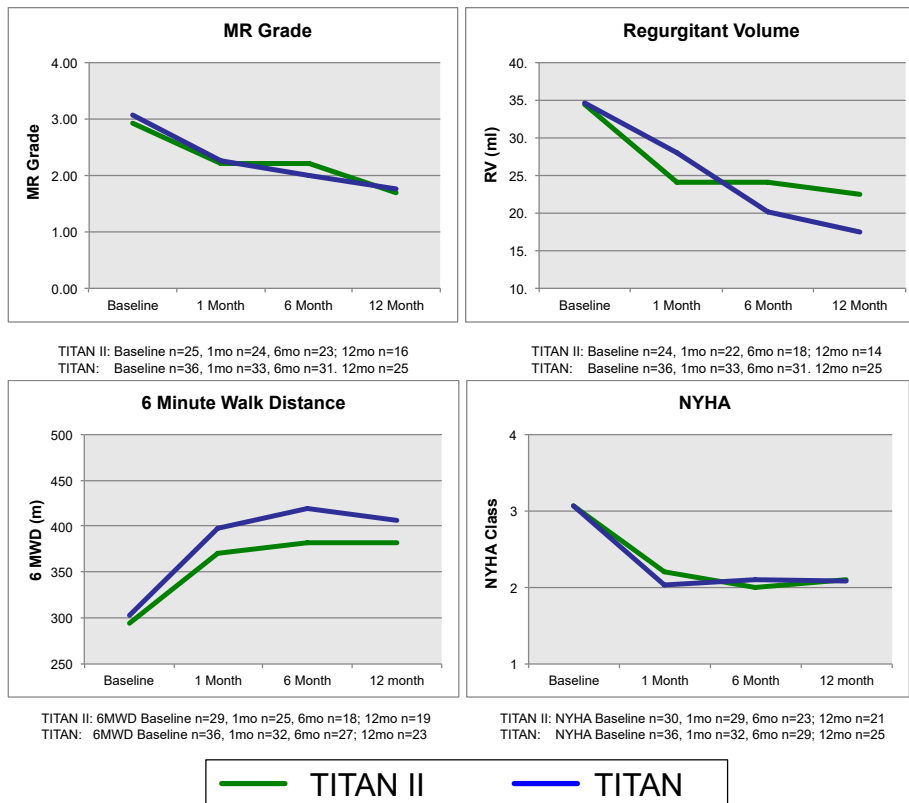 MR Grade
4.00
3.00
2.00
1.00
0.00
MR Grade
Baseline 1 Month 6 Month 12 Month
TITAN II: Baseline n=25, 1mo n=24, 6mo n=23; 12mo n=16
TITAN: Baseline n=36, 1mo n=33, 6mo n=31. 12mo n=25
Regurgitant Volume
40.
35.
30.
25.
20.
15.
10.
RV (ml)
Baseline 1 Month 6 Month 12 Month
TITAN II: Baseline n=24, 1mo n=22, 6mo n=18; 12mo n=14
TITAN: Baseline n=36, 1mo n=33, 6mo n=31. 12mo n=25
6 Minute Walk Distance
500
450
400
350
300
250
6 MWD (m)
Baseline 1 Month 6 Month 12 month
TITAN II: 6MWD Baseline n=29, 1mo n=25, 6mo n=18; 12mo n=19
TITAN: 6MWD Baseline n=36, 1mo n=32, 6mo n=27; 12mo n=23
NYHA
4
3
2
1
NYHA Class
Baseline 1 Month 6 Month 12 Month
TITAN II: NYHA Baseline n=30, 1mo n=29, 6mo n=23; 12mo n=21
TITAN: NYHA Baseline n=36, 1mo n=32, 6mo n=29; 12mo n=25
TITAN II TITAN